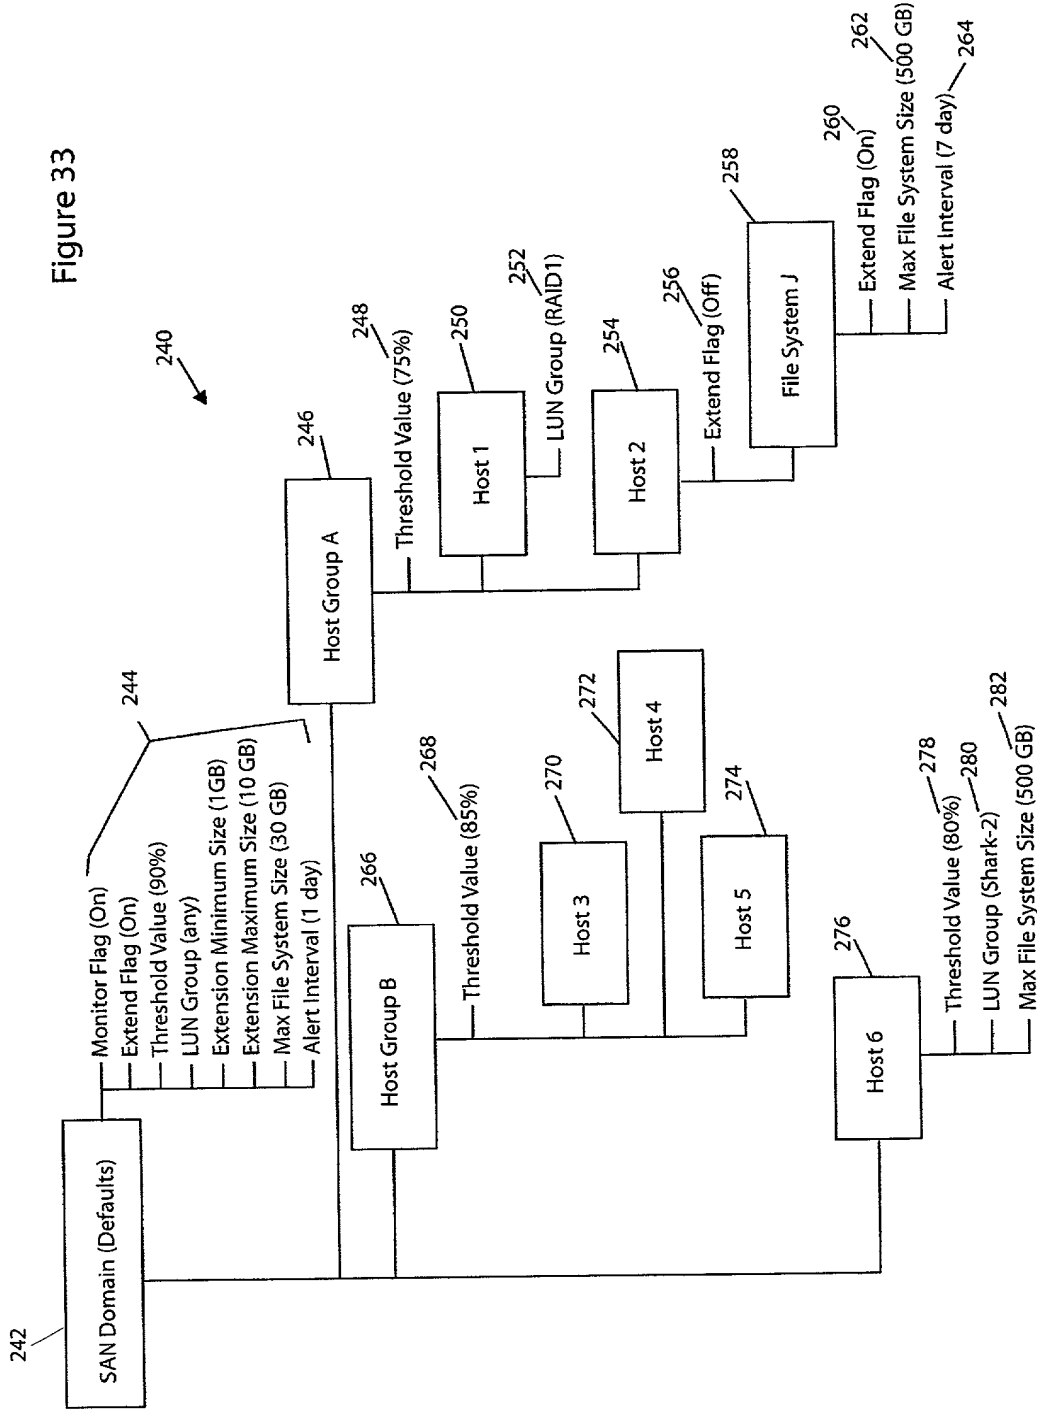 Figure 33
240
242
SAN Domain (Defaults)
Monitor Flag (On)
Extend Flag (On)
Threshold Value (90%)
LUN Group (any)
Extension Minimum Size (1GB)
Extension Maximum Size (10 GB)
Max File System Size (30 GB)
Alert Interval (1 day)
244
246
Host Group A
Threshold Value (75%)
248
250
Host 1
LUN Group (RAID1)
252
254
Host 2
Extend Flag (Off)
256
258
File System J
Extend Flag (On)
260
Max File System Size (500 GB)
262
Alert Interval (7 day)
264
266
Host Group B
Threshold Value (85%)
268
270
Host 3
272
Host 4
274
Host 5
276
Host 6
Threshold Value (80%)
278
LUN Group (Shark-2)
280
Max File System Size (500 GB)
282